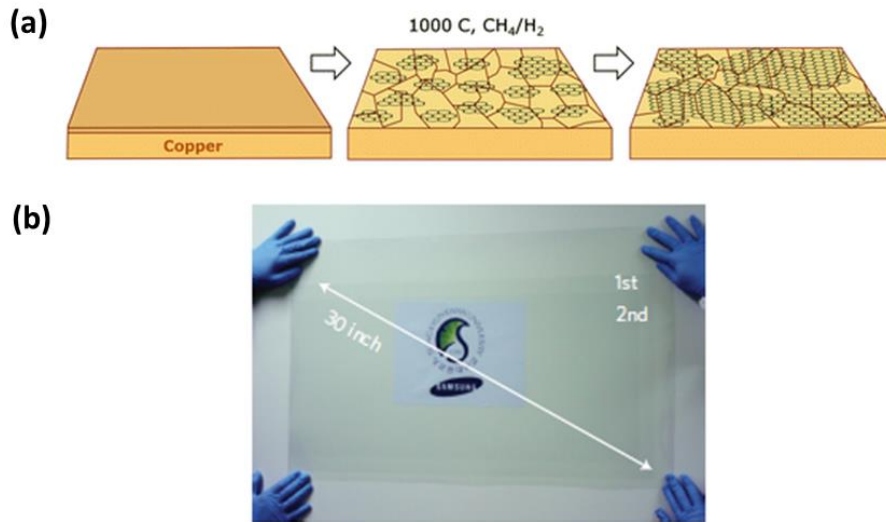 (a)
1000 C, CH₄/H₂
Copper
(b)
1st
2nd
30 inch
SAMSUNG